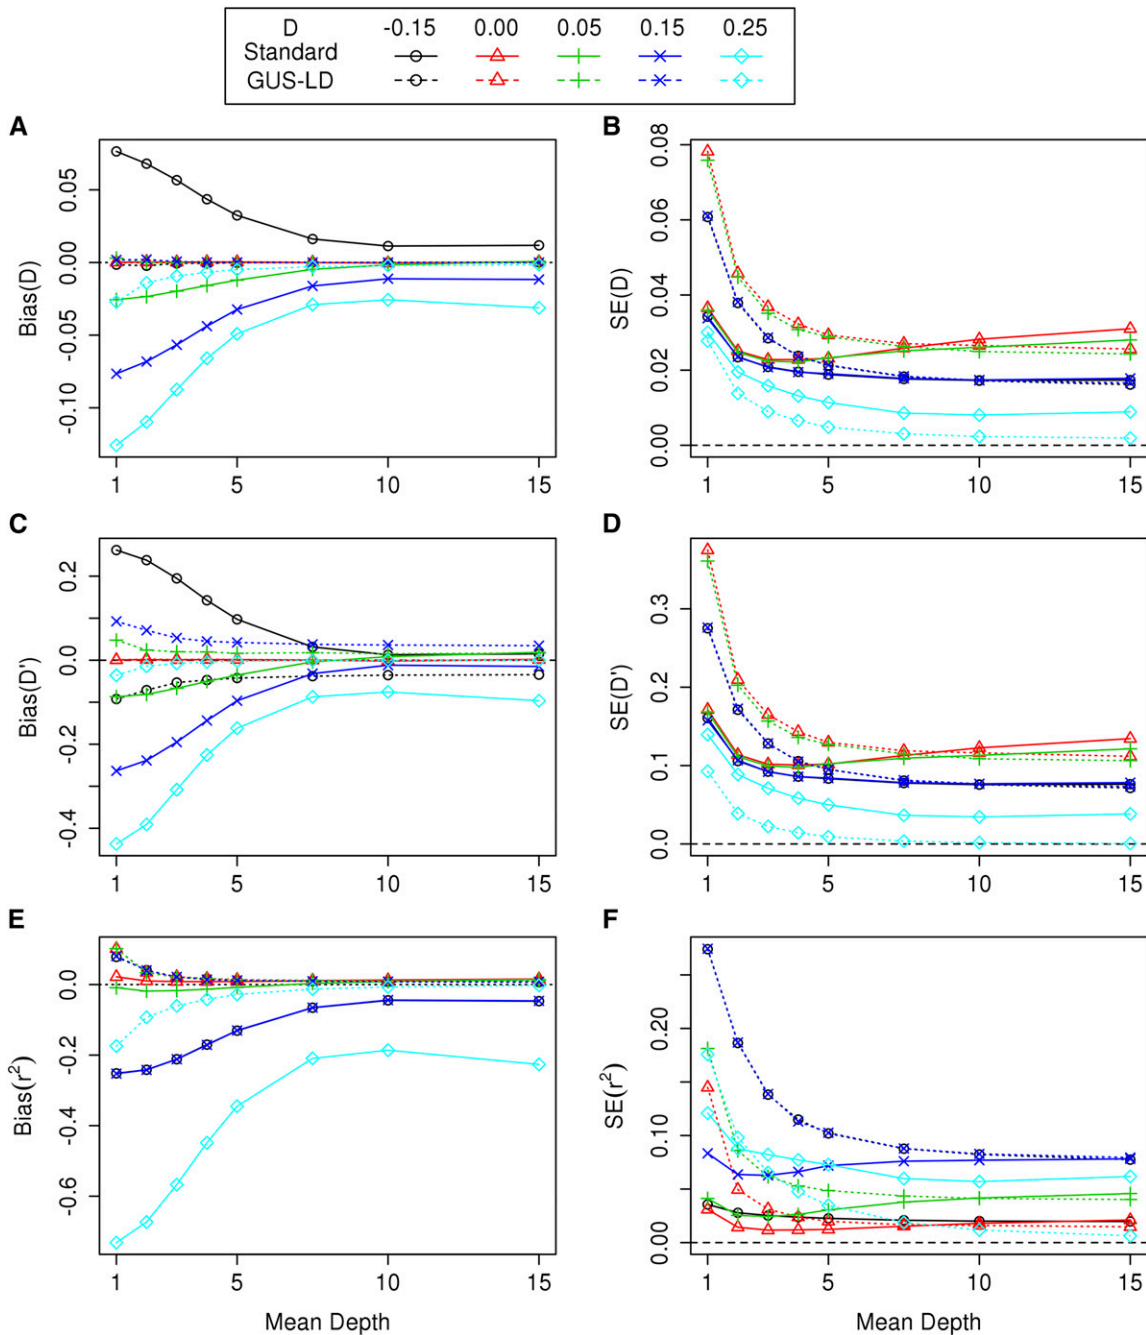 D -0.15 0.00 0.05 0.15 0.25
Standard
GUS-LD
A
B
Bias(D)
0.05
0.00
-0.05
-0.10
1 5 10 15
SE(D)
0.08
0.06
0.04
0.02
0.00
1 5 10 15
C
D
Bias(D')
0.2
0.0
-0.2
-0.4
1 5 10 15
SE(D')
0.3
0.2
0.1
0.0
1 5 10 15
E
F
Bias(r²)
0.0
-0.2
-0.4
-0.6
1 5 10 15
Mean Depth
SE(r²)
0.20
0.10
0.00
1 5 10 15
Mean Depth